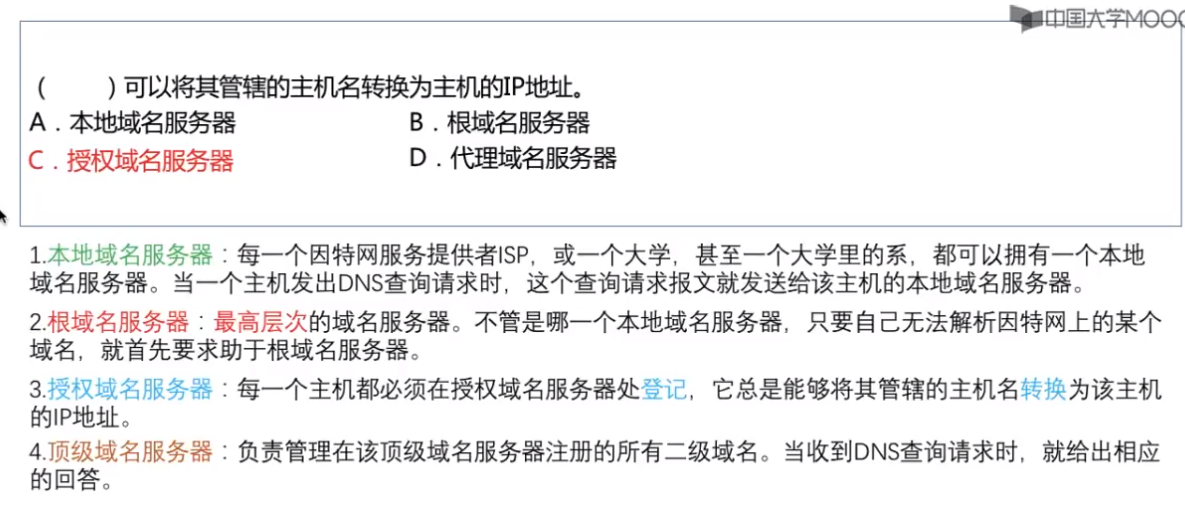 中国大学MOOC
（ ）可以将其管辖的主机名转换为主机的IP地址。
A．本地域名服务器 B．根域名服务器
C．授权域名服务器 D．代理域名服务器
1.本地域名服务器：每一个因特网服务提供者ISP，或一个大学，甚至一个大学里的系，都可以拥有一个本地
域名服务器。当一个主机发出DNS查询请求时，这个查询请求报文就发送给该主机的本地域名服务器。
2.根域名服务器：最高层次的域名服务器。不管是哪一个本地域名服务器，只要自己无法解析因特网上的某个
域名，就首先要求助于根域名服务器。
3.授权域名服务器：每一个主机都必须在授权域名服务器处登记，它总是能够将其管辖的主机名转换为该主机
的IP地址。
4.顶级域名服务器：负责管理在该顶级域名服务器注册的所有二级域名。当收到DNS查询请求时，就给出相应
的回答。